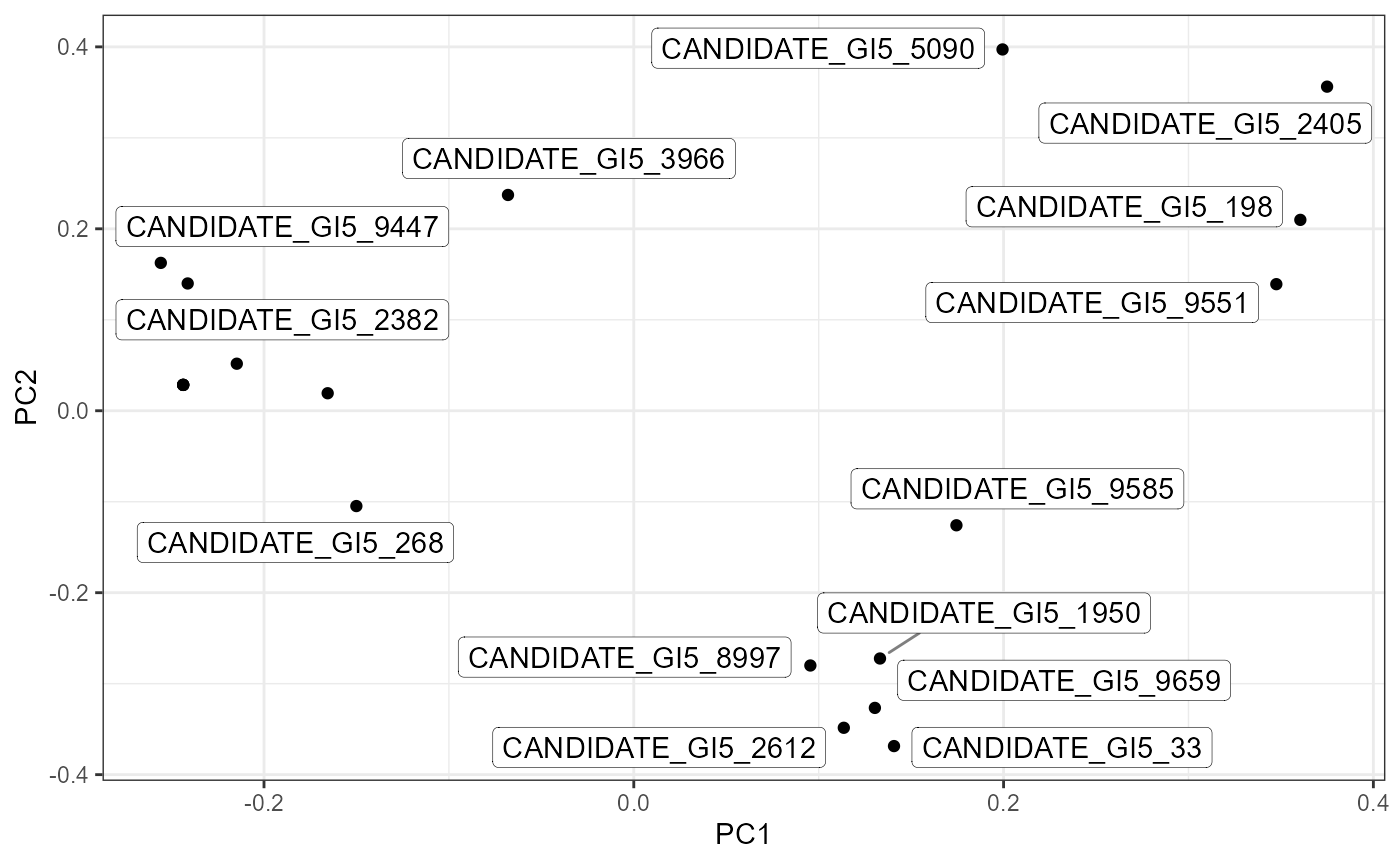 0.4
0.2
0.0
-0.2
-0.4
PC2
CANDIDATE_GI5_5090
CANDIDATE_GI5_2405
CANDIDATE_GI5_3966
CANDIDATE_GI5_198
CANDIDATE_GI5_9447
CANDIDATE_GI5_9551
CANDIDATE_GI5_2382
CANDIDATE_GI5_9585
CANDIDATE_GI5_268
CANDIDATE_GI5_1950
CANDIDATE_GI5_8997
CANDIDATE_GI5_9659
CANDIDATE_GI5_2612
CANDIDATE_GI5_33
-0.2
0.0
0.2
0.4
PC1